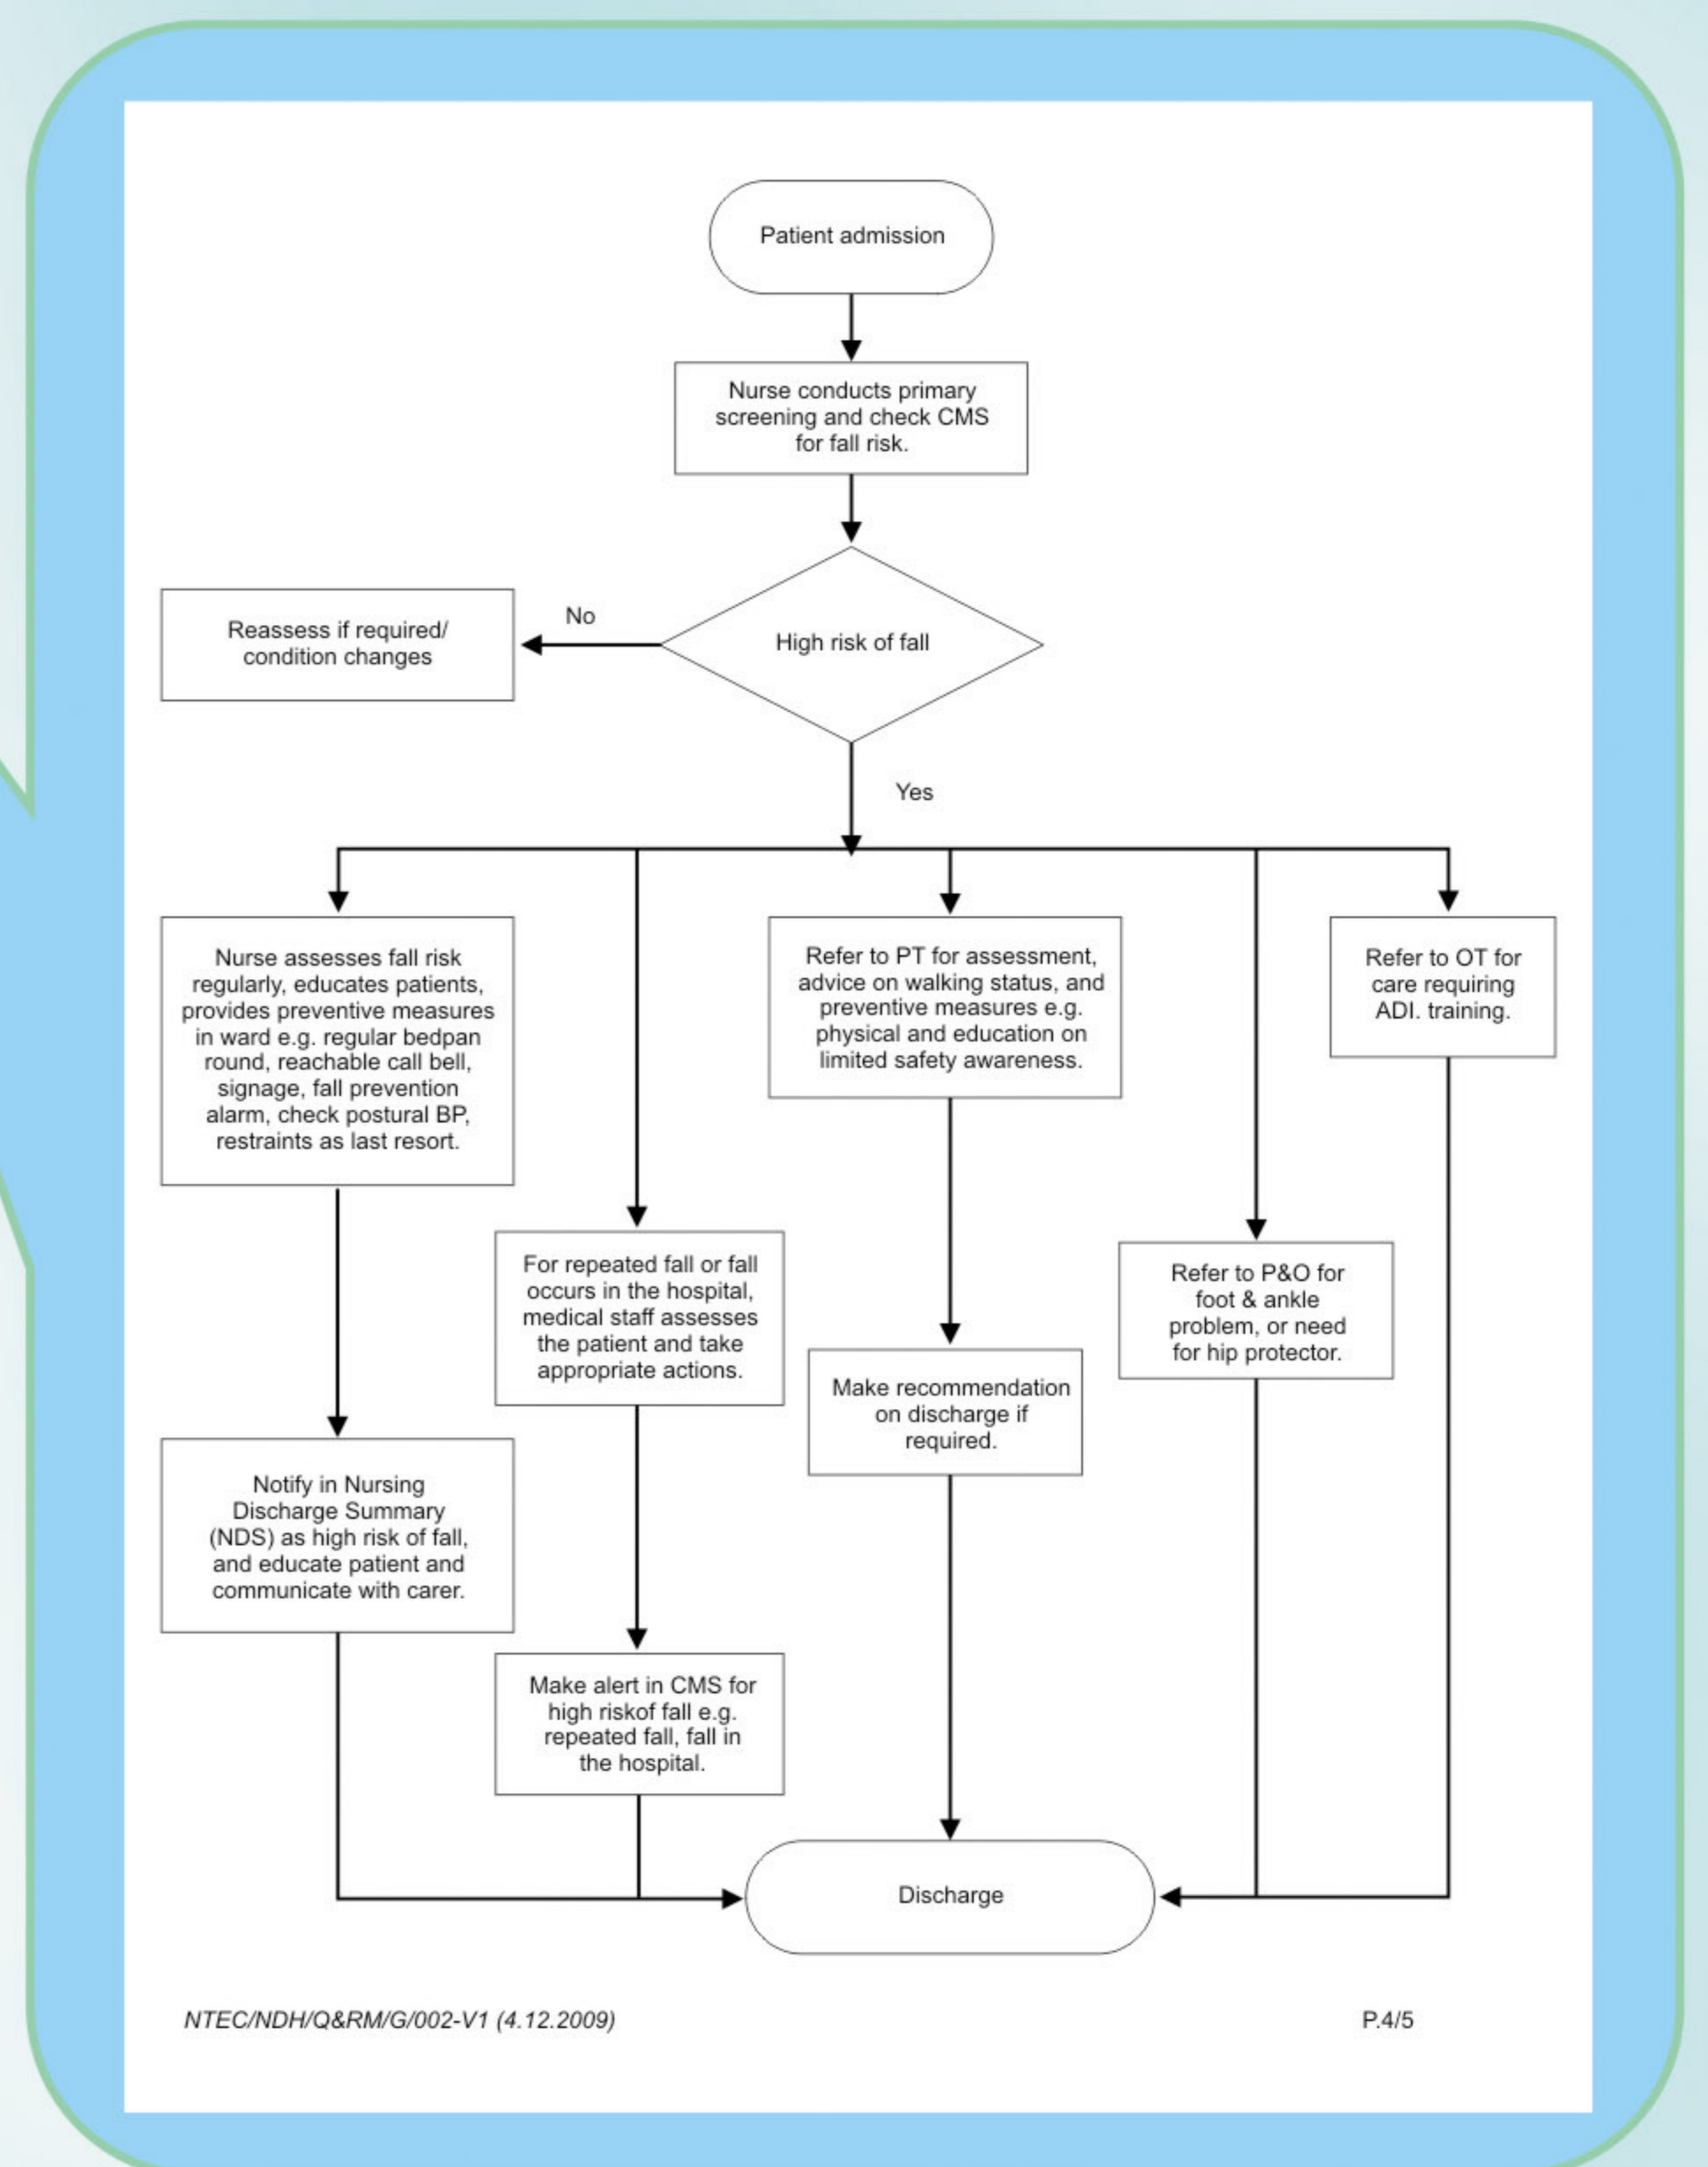 Patient admission
Nurse conducts primary
screening and check CMS
for fall risk.
High risk of fall
No
Reassess if required/
condition changes
Yes
Nurse assesses fall risk
regularly, educates patients,
provides preventive measures
in ward e.g. regular bedpan
round, reachable call bell,
signage, fall prevention
alarm, check postural BP,
restraints as last resort.
Notify in Nursing
Discharge Summary
(NDS) as high risk of fall,
and educate patient and
communicate with carer.
For repeated fall or fall
occurs in the hospital,
medical staff assesses
the patient and take
appropriate actions.
Make alert in CMS for
high riskof fall e.g.
repeated fall, fall in
the hospital.
Refer to PT for assessment,
advice on walking status, and
preventive measures e.g.
physical and education on
limited safety awareness.
Make recommendation
on discharge if
required.
Refer to P&O for
foot & ankle
problem, or need
for hip protector.
Refer to OT for
care requiring
ADI. training.
Discharge
NTEC/NDH/Q&RM/G/002-V1 (4.12.2009)
P.4/5